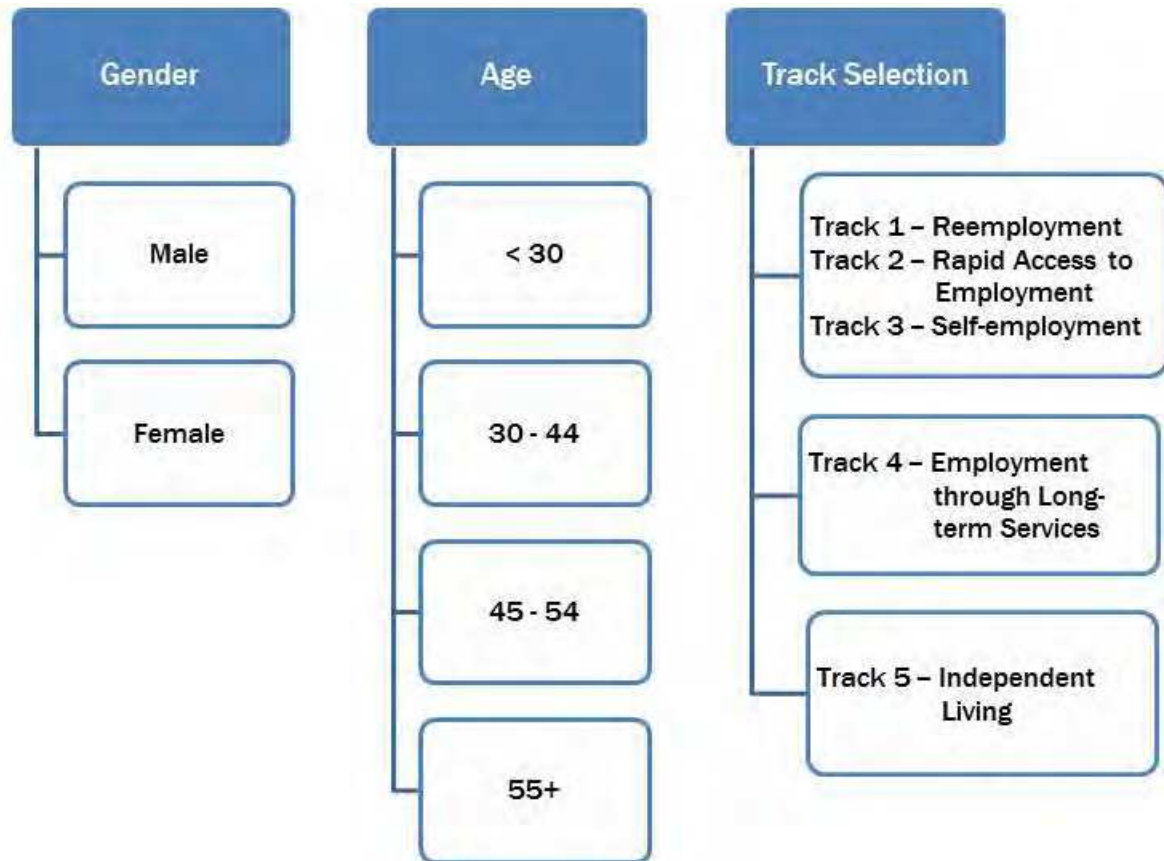 Gender
Male
Female
Age
< 30
30 - 44
45 - 54
55+
Track Selection
Track 1 – Reemployment
Track 2 – Rapid Access to
Employment
Track 3 – Self-employment
Track 4 – Employment
through Long-
term Services
Track 5 – Independent
Living